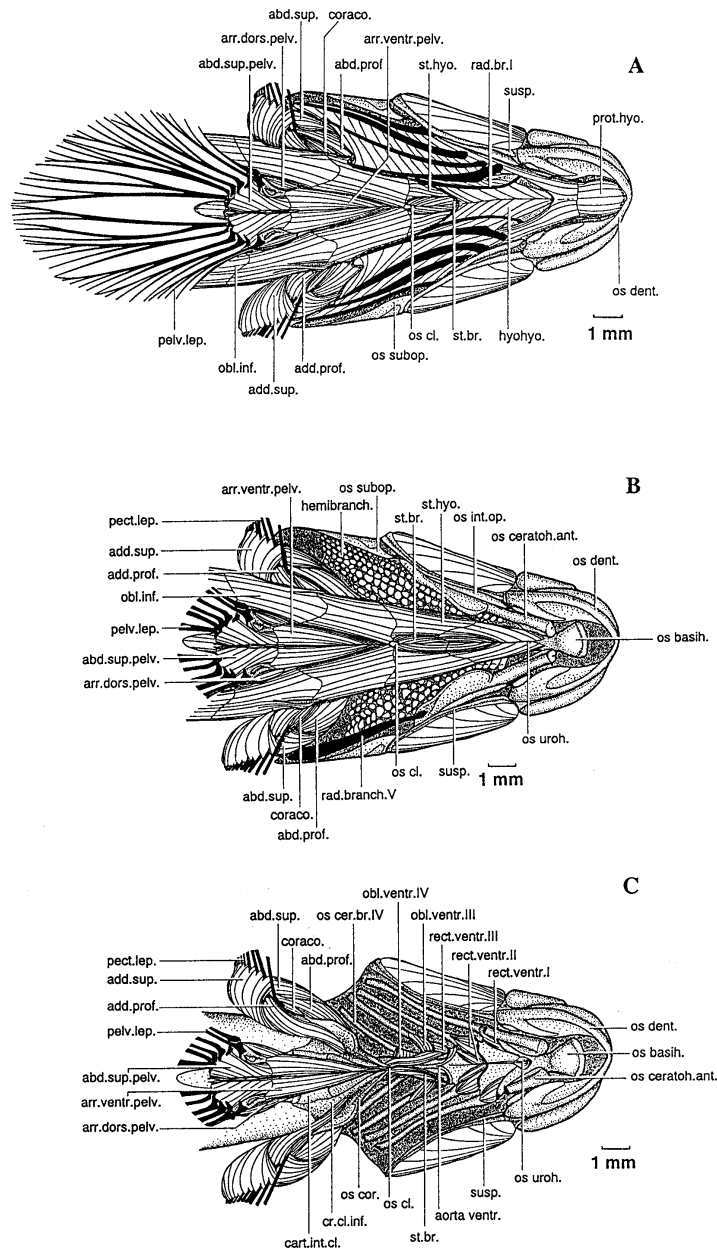 abd.sup. coraco.
arr.dors.pelv. arr.ventr.pelv.
abd.sup.pelv. abd.prof st.hyo. rad.br.I A
susp.
prot.hyo.
os dent.
1 mm
pelv.lep. os cl. st.br. hyohyo.
os subop.
obl.inf. add.prof.
add.sup.
B
arr.ventr.pelv. os subop.
hemibranch. st.hyo.
pect.lep. st.br. os int.op.
add.sup. os ceratoh.ant.
add.prof. os dent.
obl.inf.
pelv.lep.
os basih.
abd.sup.pelv.
arr.dors.pelv.
os uroh.
os cl. susp. 1 mm
abd.sup. rad.branch.V
coraco.
abd.prof.
C
obl.ventr.IV
abd.sup. os cer.br.IV obl.ventr.III
coraco. rect.ventr.III
pect.lep. abd.prof. rect.ventr.II
add.sup. rect.ventr.I
add.prof.
pelv.lep. os dent.
os basih.
abd.sup.pelv. os ceratoh.ant.
arr.ventr.pelv.
arr.dors.pelv.
1 mm
os uroh.
os cor. os cl. susp.
cr.cl.inf. aorta ventr.
cart.int.cl. st.br.